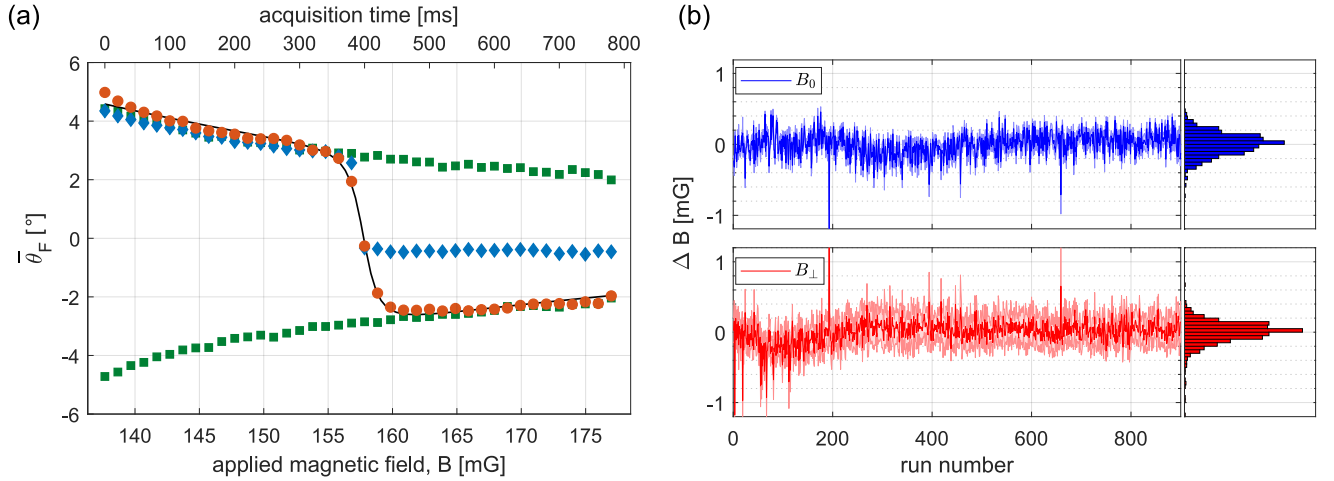 (a)
acquisition time [ms]
0 100 200 300 400 500 600 700 800
6
4
2
0
-2
-4
-6
θ̅_F [°]
140 145 150 155 160 165 170 175
applied magnetic field, B [mG]
(b)
B₀
1
0
-1
Δ B [mG]
B⊥
1
0
-1
0 200 400 600 800
run number